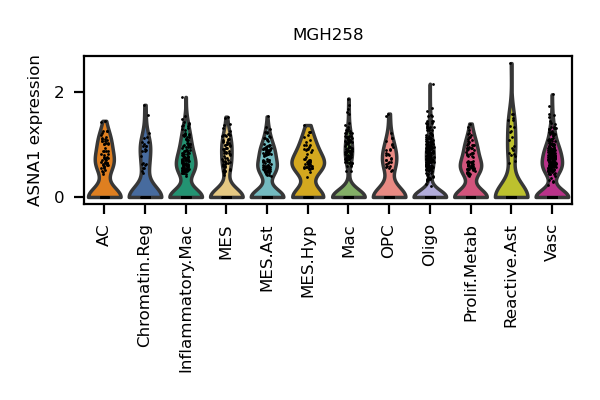 MGH258
ASNA1 expression
2
0
AC
Chromatin.Reg
Inflammatory.Mac
MES
MES.Ast
MES.Hyp
Mac
OPC
Oligo
Prolif.Metab
Reactive.Ast
Vasc